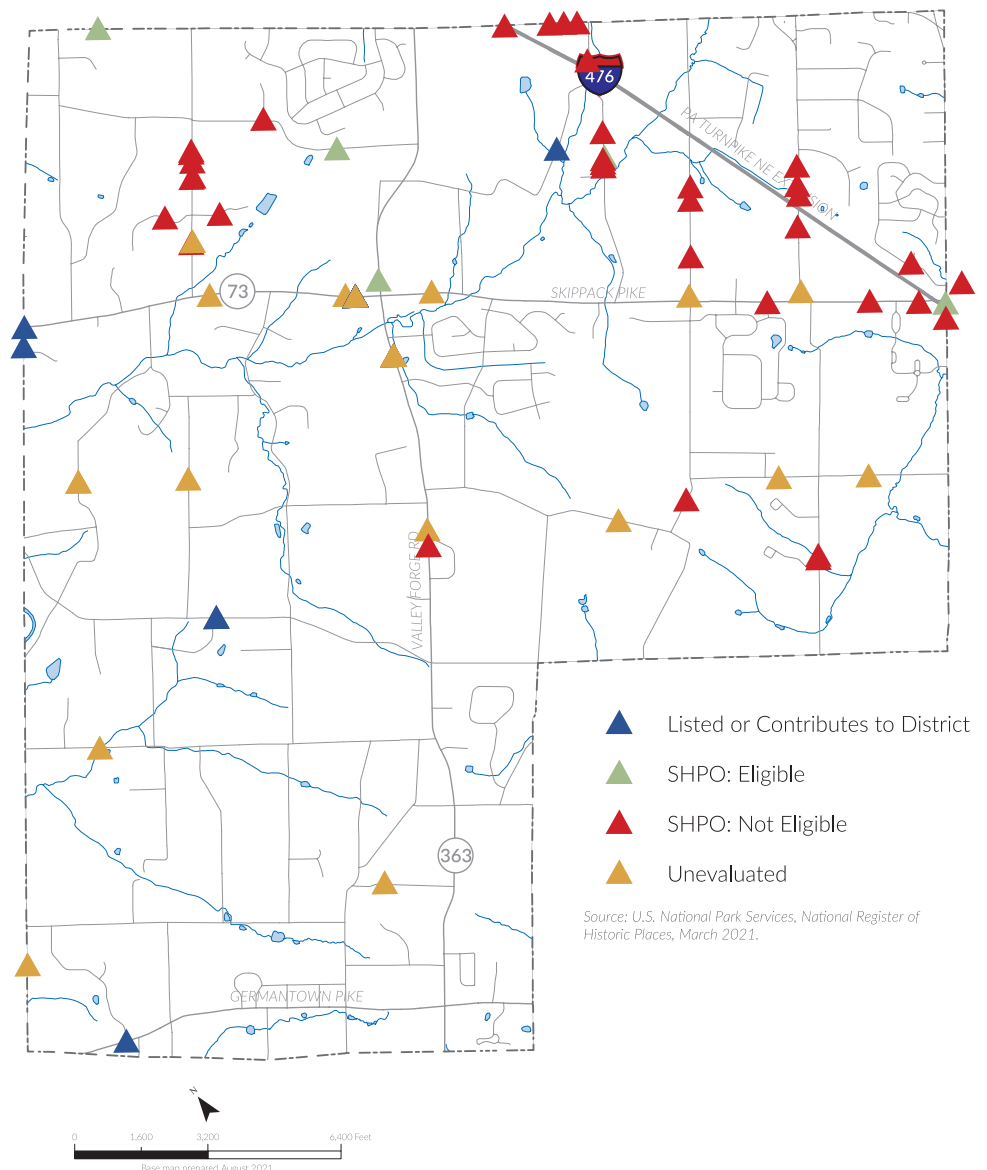 476
PA TURNPIKE NE EXTENSION
SKIPPACK PIKE
73
VALLEY FORGE RD
Listed or Contributes to District
SHPO: Eligible
SHPO: Not Eligible
Unevaluated
363
Source: U.S. National Park Services, National Register of
Historic Places, March 2021.
GERMANTOWN PIKE
N
0 1,600 3,200 6,400 Feet
Base map prepared August 2021